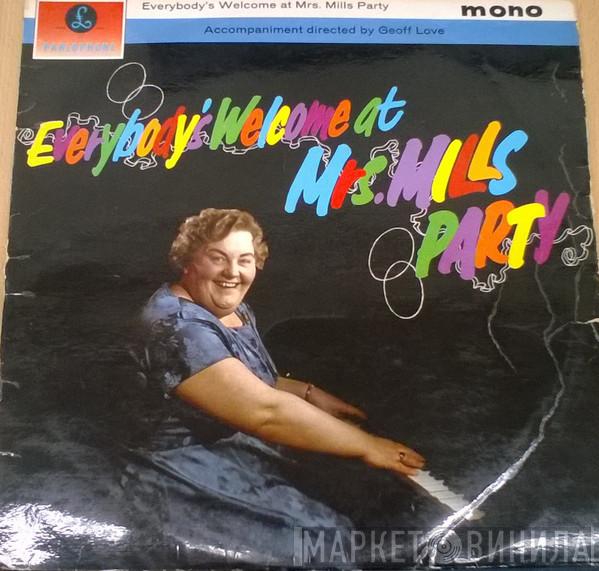 Everybody's Welcome at Mrs. Mills Party
mono
Accompaniment directed by Geoff Love
£
PARLOPHONE
Everybody's Welcome at
Mrs. MILLS
PARTY
МАРКЕТ ВИНИЛА